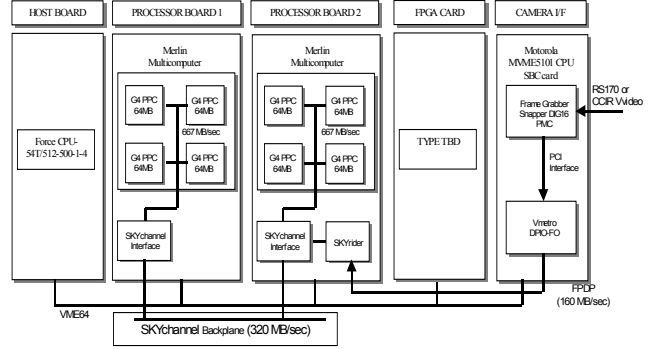 HOST BOARD
PROCESSOR BOARD 1
PROCESSOR BOARD 2
FPGA CARD
CAMERA I/F
Force CPU-
54T/512-500-1-4
Merlin
Multicomputer
G4 PPC
64MB
G4 PPC
64MB
667 MB/sec
G4 PPC
64MB
G4 PPC
64MB
SKYchannel
Interface
Merlin
Multicomputer
G4 PPC
64MB
G4 PPC
64MB
667 MB/sec
G4 PPC
64MB
G4 PPC
64MB
SKYchannel
Interface
SKYrider
TYPE TBD
Motorola
MVME5101 CPU
SBC card
Frame Grabber
Snapper DIG16
PMC
RS170 or
CCIR Vvideo
PCI
Interface
Vmetro
DPIO-FO
FPDP
(160 MB/sec)
VME64
SKYchannel Backplane (320 MB/sec)